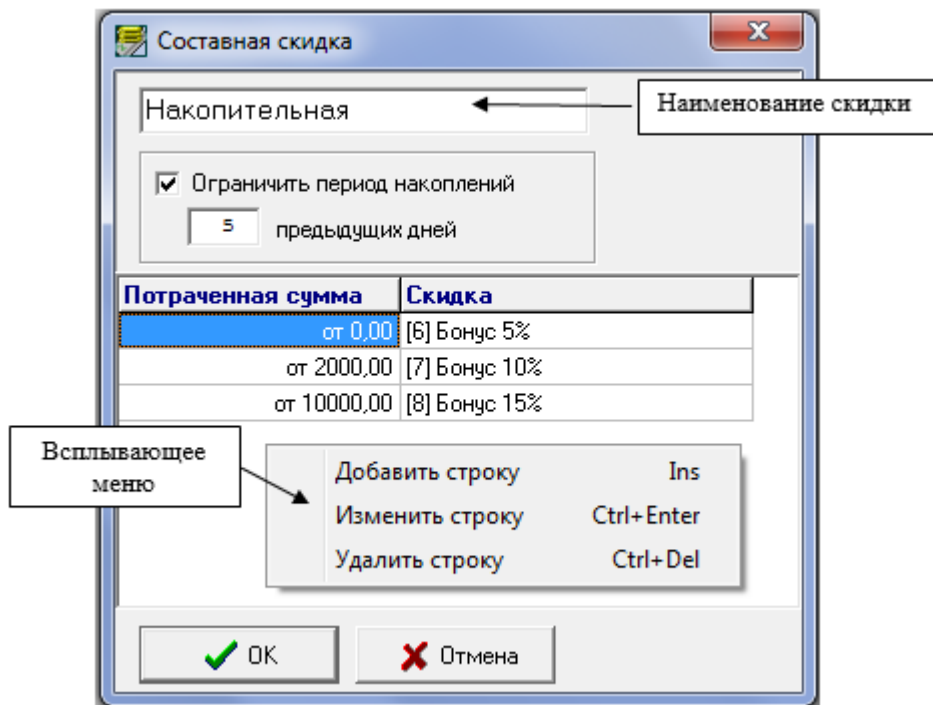 Составная скидка
Накопительная
Наименование скидки
Ограничить период накоплений
5 предыдущих дней
Потраченная сумма Скидка
от 0,00 [6] Бонус 5%
от 2000,00 [7] Бонус 10%
от 10000,00 [8] Бонус 15%
Всплывающее
меню
Добавить строку Ins
Изменить строку Ctrl+Enter
Удалить строку Ctrl+Del
OK Отмена